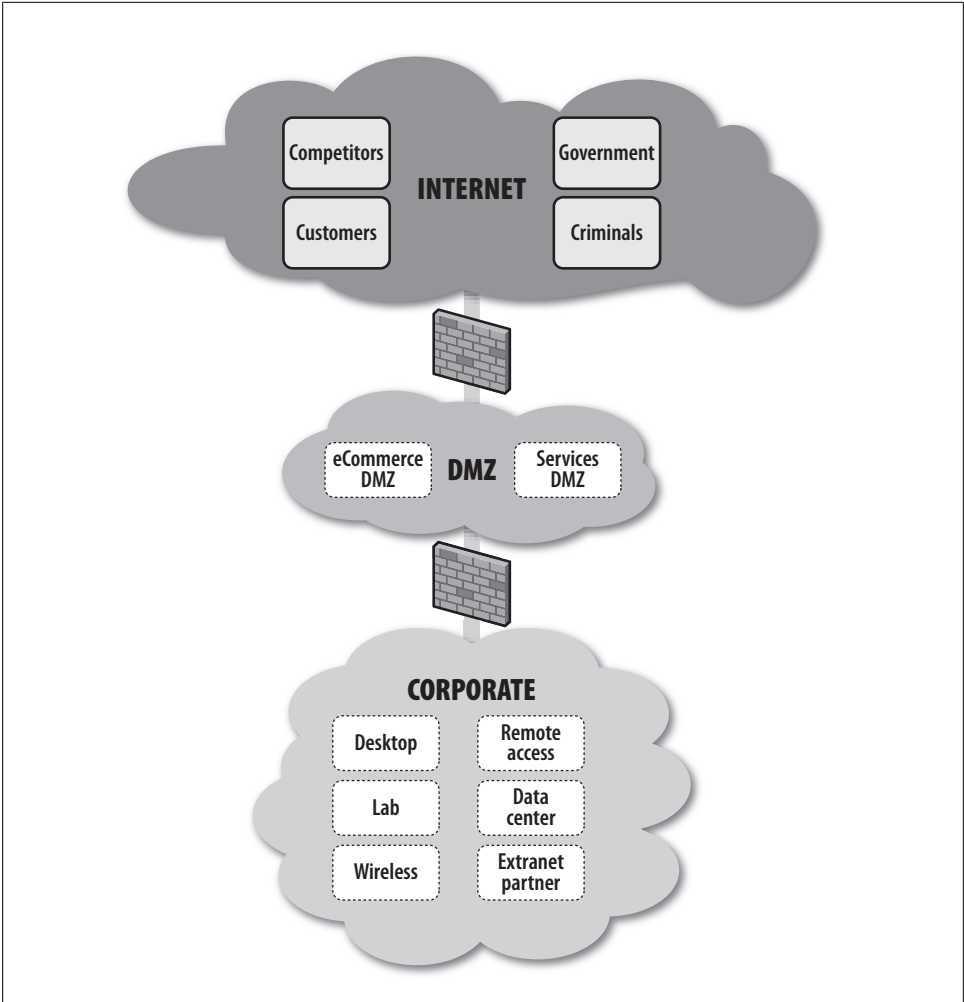 Competitors
Government
INTERNET
Customers
Criminals
eCommerce
DMZ
DMZ
Services
DMZ
CORPORATE
Desktop
Remote
access
Lab
Data
center
Wireless
Extranet
partner